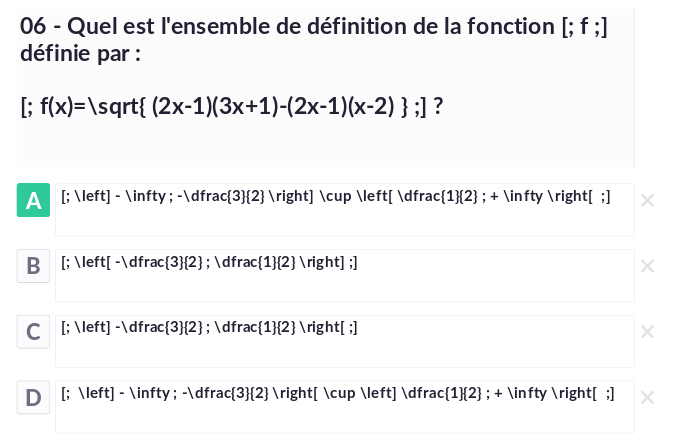 06 - Quel est l'ensemble de définition de la fonction [; f ;]
définie par :
[; f(x)=\sqrt{ (2x-1)(3x+1)-(2x-1)(x-2) } ;] ?
A [; \left] - \infty ; -\dfrac{3}{2} \right] \cup \left[ \dfrac{1}{2} ; + \infty \right[  ;] ×
B [; \left[ -\dfrac{3}{2} ; \dfrac{1}{2} \right] ;] ×
C [; \left] -\dfrac{3}{2} ; \dfrac{1}{2} \right[ ;] ×
D [;  \left] - \infty ; -\dfrac{3}{2} \right[ \cup \left] \dfrac{1}{2} ; + \infty \right[  ;] ×